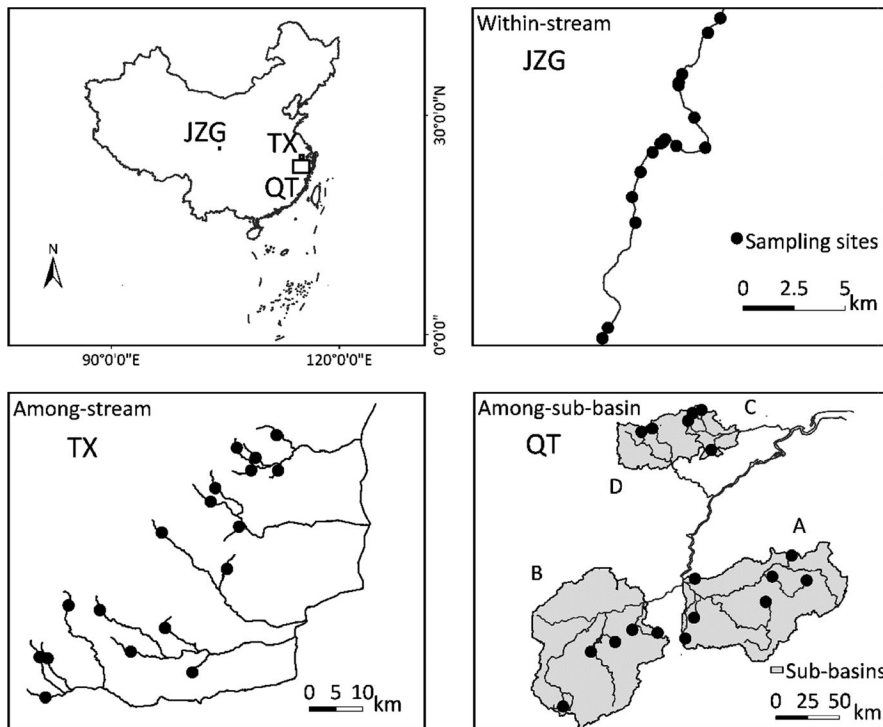 JZG
TX
QT
N
30°0'0"N
0°0'0"
90°0'0"E
120°0'0"E
Within-stream
JZG
Sampling sites
0 2.5 5
km
Among-stream
TX
0 5 10
km
Among-sub-basin
QT
C
D
A
B
Sub-basins
0 25 50
km